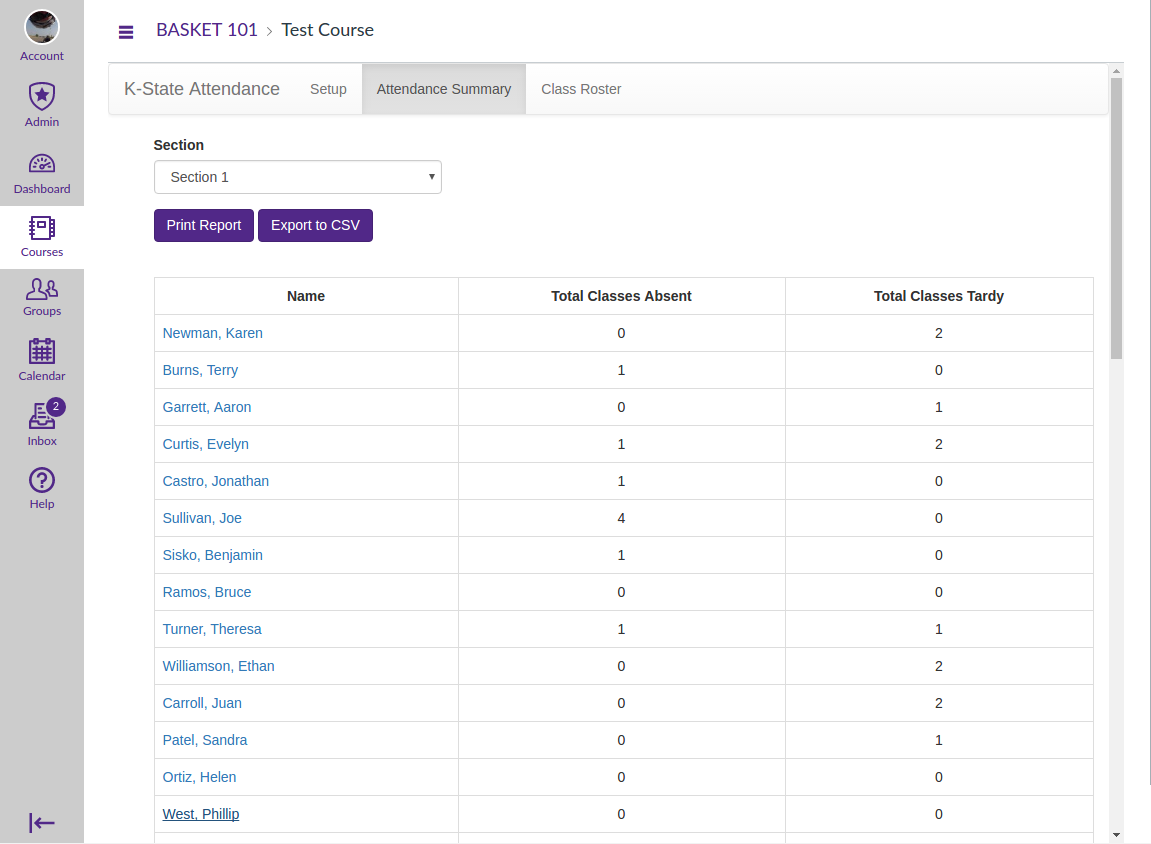 Account
Admin
Dashboard
Courses
Groups
Calendar
2
Inbox
Help
BASKET 101 > Test Course
K-State Attendance Setup Attendance Summary Class Roster
Section
Section 1
Print Report Export to CSV
Name Total Classes Absent Total Classes Tardy
Newman, Karen 0 2
Burns, Terry 1 0
Garrett, Aaron 0 1
Curtis, Evelyn 1 2
Castro, Jonathan 1 0
Sullivan, Joe 4 0
Sisko, Benjamin 1 0
Ramos, Bruce 0 0
Turner, Theresa 1 1
Williamson, Ethan 0 2
Carroll, Juan 0 2
Patel, Sandra 0 1
Ortiz, Helen 0 0
West, Phillip 0 0